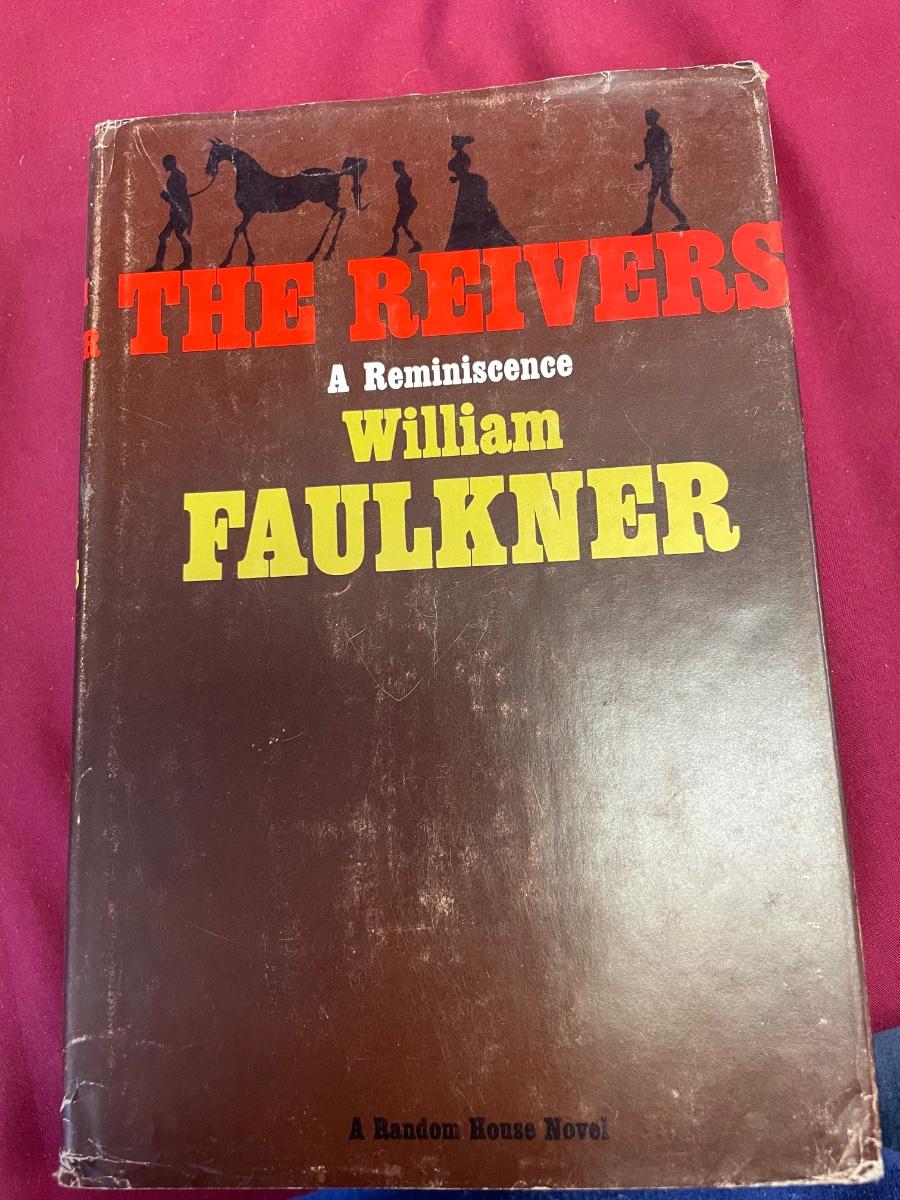 THE REIVERS
A Reminiscence
William
FAULKNER
A Random House Novel
R